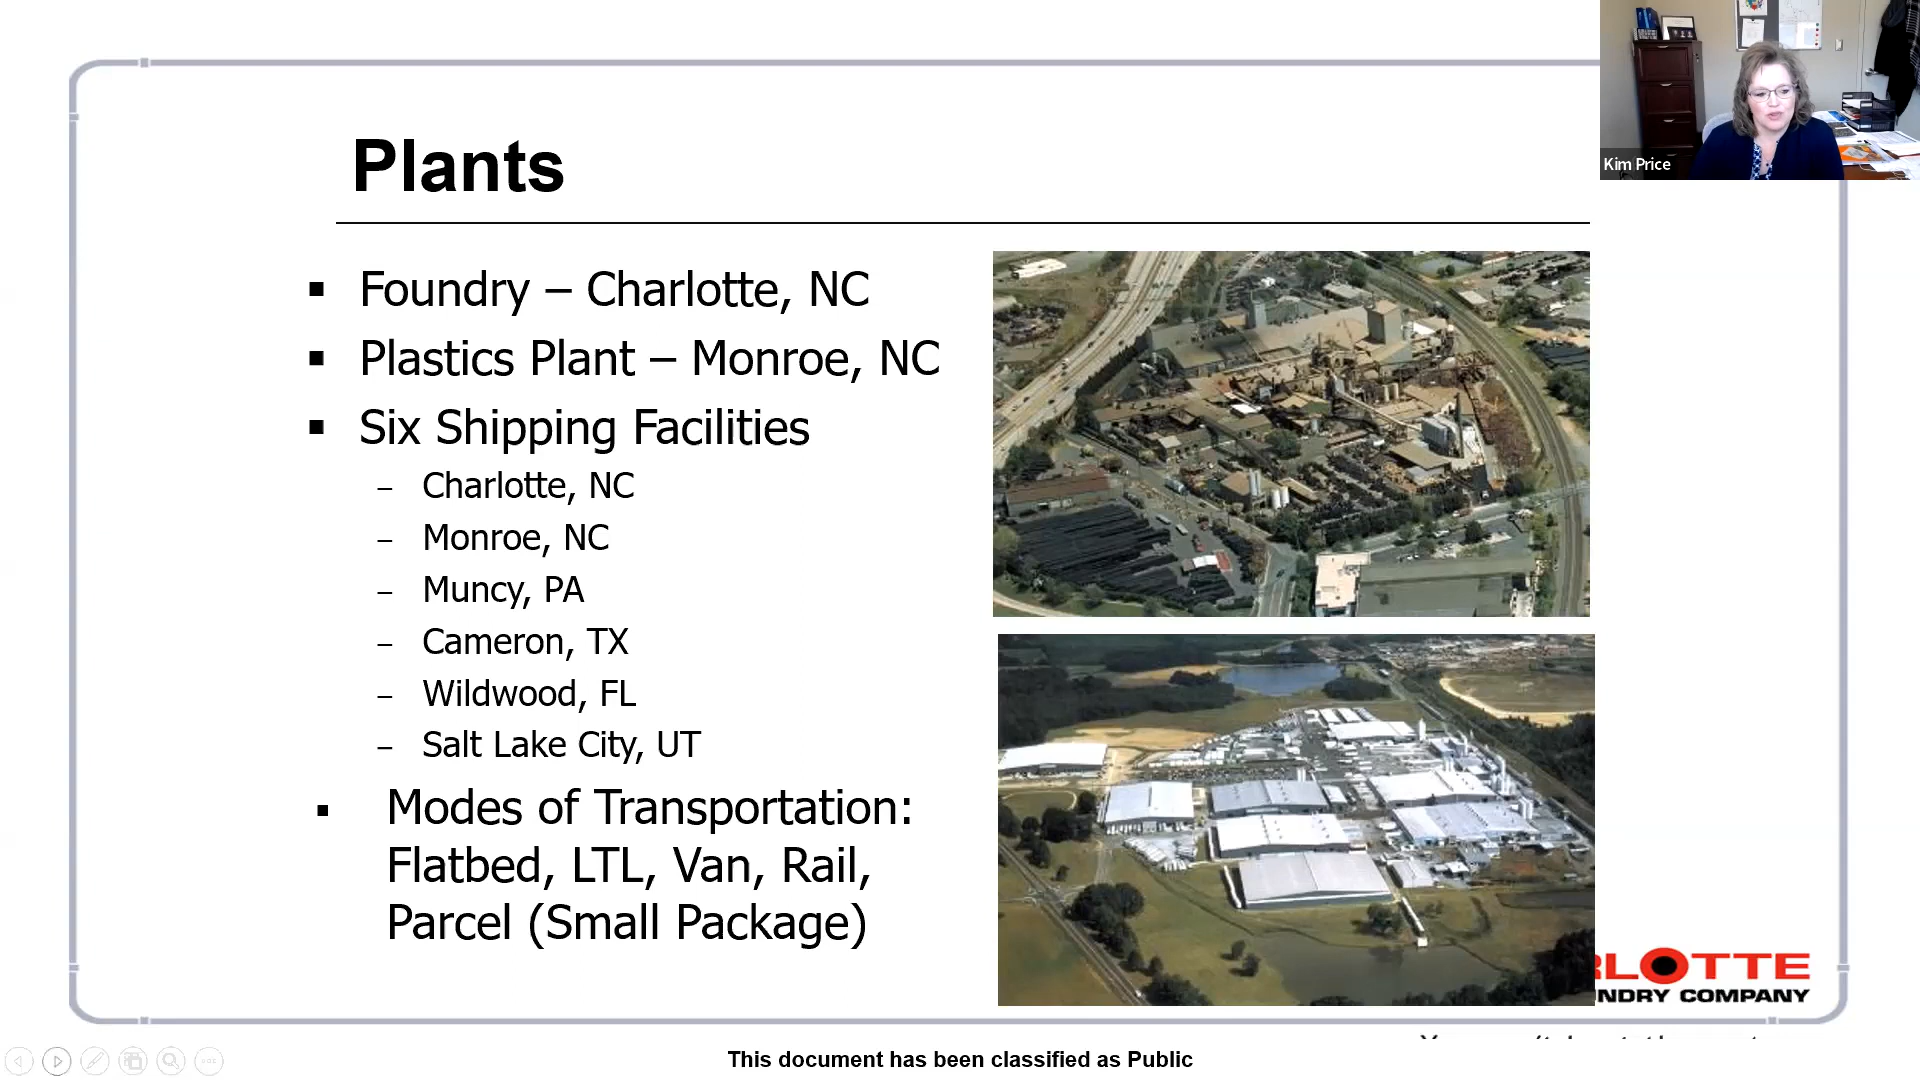 Kim Price
Plants
▪ Foundry – Charlotte, NC
▪ Plastics Plant – Monroe, NC
▪ Six Shipping Facilities
– Charlotte, NC
– Monroe, NC
– Muncy, PA
– Cameron, TX
– Wildwood, FL
– Salt Lake City, UT
▪ Modes of Transportation:
Flatbed, LTL, Van, Rail,
Parcel (Small Package)
LOTTE
NDRY COMPANY
This document has been classified as Public